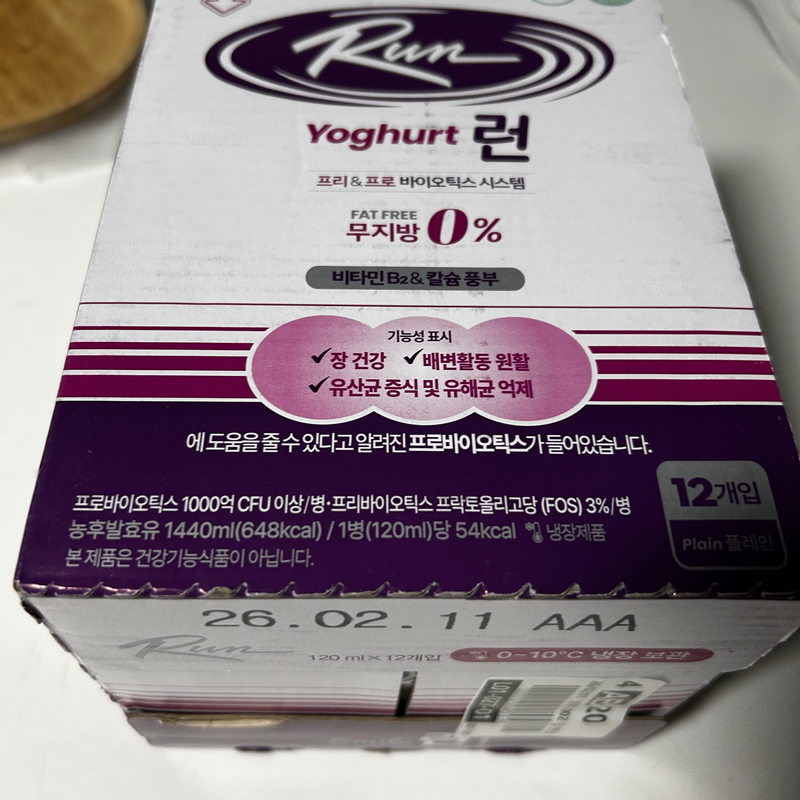 Run
Yoghurt 런
프리&프로 바이오틱스 시스템
FAT FREE
무지방 0%
비타민 B2 & 칼슘 풍부
기능성 표시
✓장 건강 ✓배변활동 원활
✓유산균 증식 및 유해균 억제
에 도움을 줄 수 있다고 알려진 프로바이오틱스가 들어있습니다.
프로바이오틱스 1000억 CFU 이상/병·프리바이오틱스 프락토올리고당 (FOS) 3%/병
농후발효유 1440ml(648kcal) / 1병(120ml)당 54kcal 냉장제품
본 제품은 건강기능식품이 아닙니다.
12개입
Plain 플레인
26.02.11 AAA
Run
120 ml X 12개입 0~10°C 냉장 보관
L01-02-01